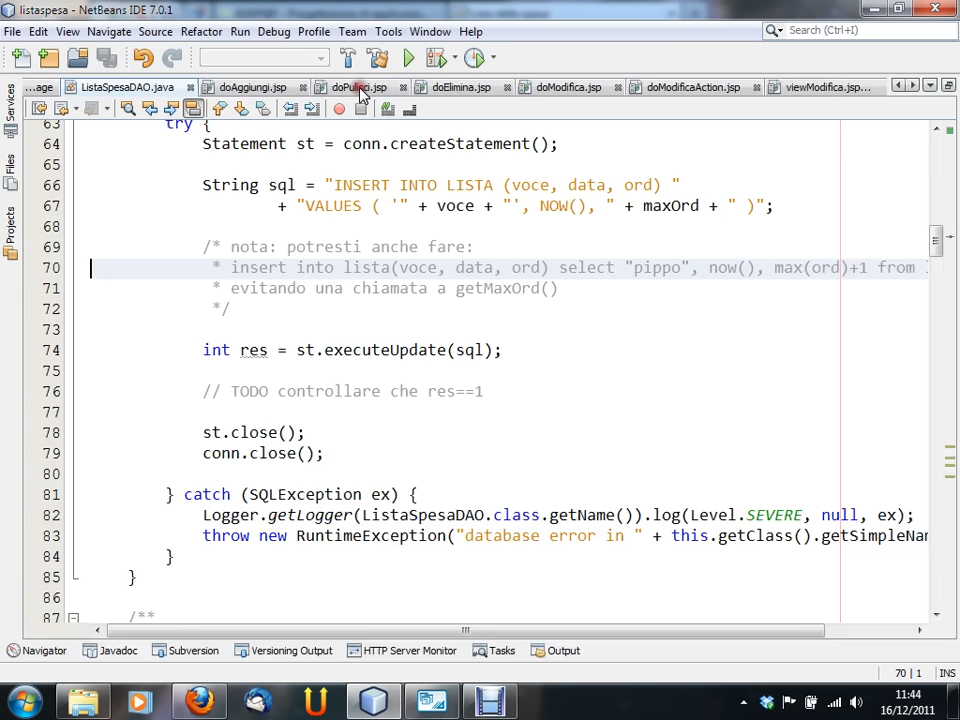 listaspesa - NetBeans IDE 7.0.1
File Edit View Navigate Source Refactor Run Debug Profile Team Tools Window Help
Search (Ctrl+I)
...age ListaSpesaDAO.java doAggiungi.jsp doPulisci.jsp doElimina.jsp doModifica.jsp doModificaAction.jsp viewModifica.jsp...
Services
Files
Projects
63 try {
64 Statement st = conn.createStatement();
65
66 String sql = "INSERT INTO LISTA (voce, data, ord) "
67 + "VALUES ( '" + voce + "', NOW(), " + maxOrd + " )";
68
69 /* nota: potresti anche fare:
70 * insert into lista(voce, data, ord) select "pippo", now(), max(ord)+1 from
71 * evitando una chiamata a getMaxOrd()
72 */
73
74 int res = st.executeUpdate(sql);
75
76 // TODO controllare che res==1
77
78 st.close();
79 conn.close();
80
81 } catch (SQLException ex) {
82 Logger.getLogger(ListaSpesaDAO.class.getName()).log(Level.SEVERE, null, ex);
83 throw new RuntimeException("database error in " + this.getClass().getSimpleNa
84 }
85 }
86
87 /**
Navigator Javadoc Subversion Versioning Output HTTP Server Monitor Tasks Output
70 | 1 INS
11:44
16/12/2011